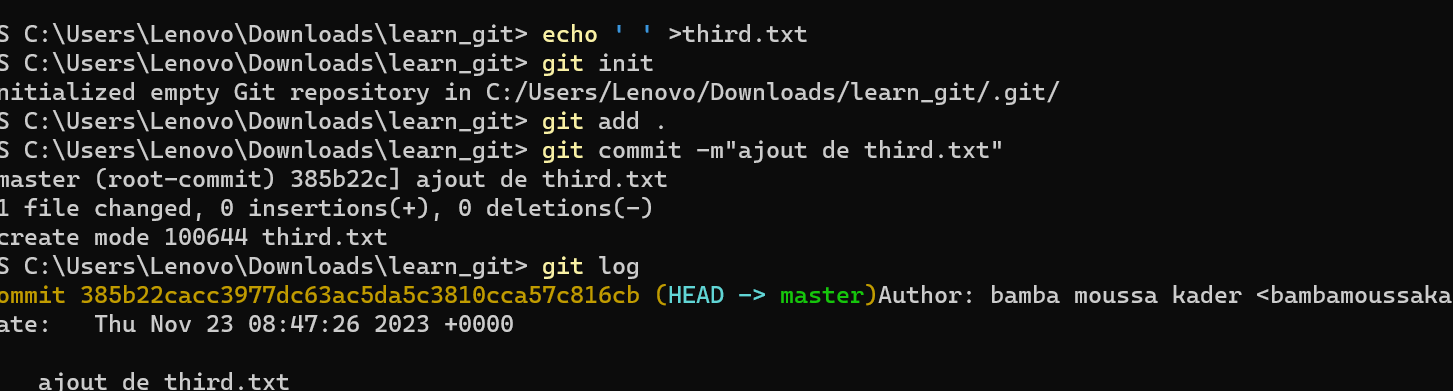 S C:\Users\Lenovo\Downloads\learn_git> echo ' ' >third.txt
S C:\Users\Lenovo\Downloads\learn_git> git init
nitialized empty Git repository in C:/Users/Lenovo/Downloads/learn_git/.git/
S C:\Users\Lenovo\Downloads\learn_git> git add .
S C:\Users\Lenovo\Downloads\learn_git> git commit -m"ajout de third.txt"
master (root-commit) 385b22c] ajout de third.txt
1 file changed, 0 insertions(+), 0 deletions(-)
create mode 100644 third.txt
S C:\Users\Lenovo\Downloads\learn_git> git log
ommit 385b22cacc3977dc63ac5da5c3810cca57c816cb (HEAD -> master)Author: bamba moussa kader <bambamoussaka
ate:   Thu Nov 23 08:47:26 2023 +0000
ajout de third.txt